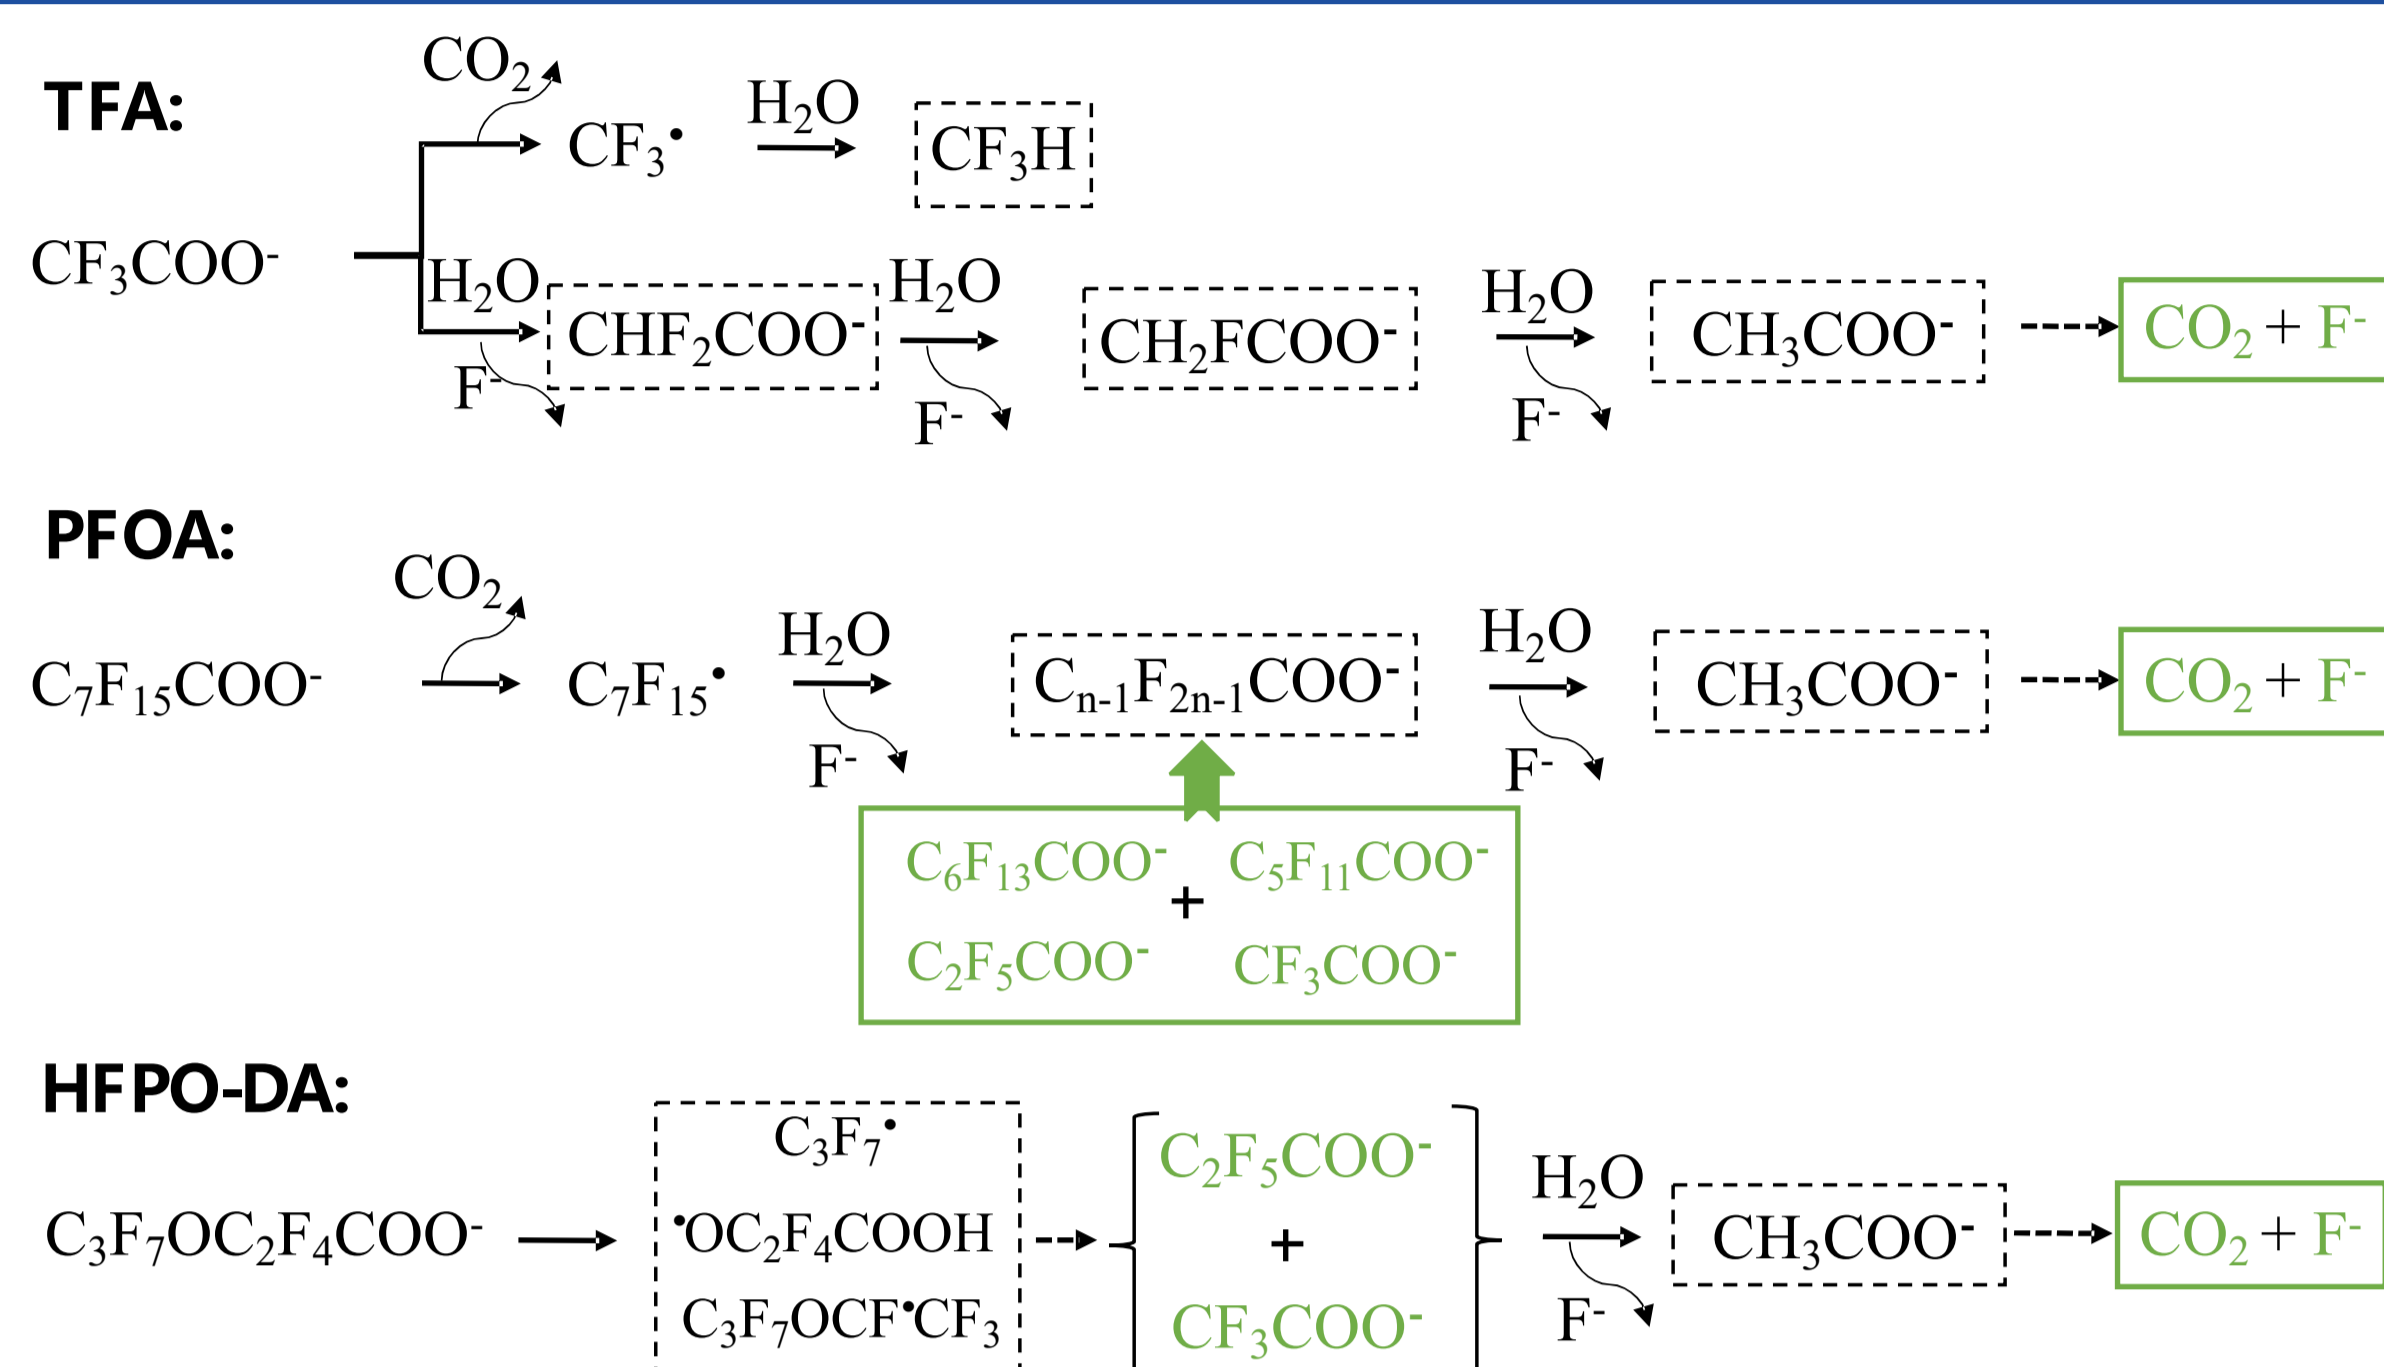 CO₂
TFA:
CF₃• H₂O CF₃H
CF₃COO⁻
H₂O CHF₂COO⁻ H₂O CH₂FCOO⁻ H₂O CH₃COO⁻ CO₂ + F⁻
F⁻ F⁻ F⁻
PFOA:
CO₂
C₇F₁₅COO⁻ C₇F₁₅• H₂O Cₙ₋₁F₂ₙ₋₁COO⁻ H₂O CH₃COO⁻ CO₂ + F⁻
F⁻ F⁻
C₆F₁₃COO⁻ C₅F₁₁COO⁻
+
C₂F₅COO⁻ CF₃COO⁻
HFPO-DA:
C₃F₇•
C₂F₅COO⁻
H₂O
C₃F₇OC₂F₄COO⁻ •OC₂F₄COOH + CH₃COO⁻ CO₂ + F⁻
C₃F₇OCF•CF₃ CF₃COO⁻ F⁻